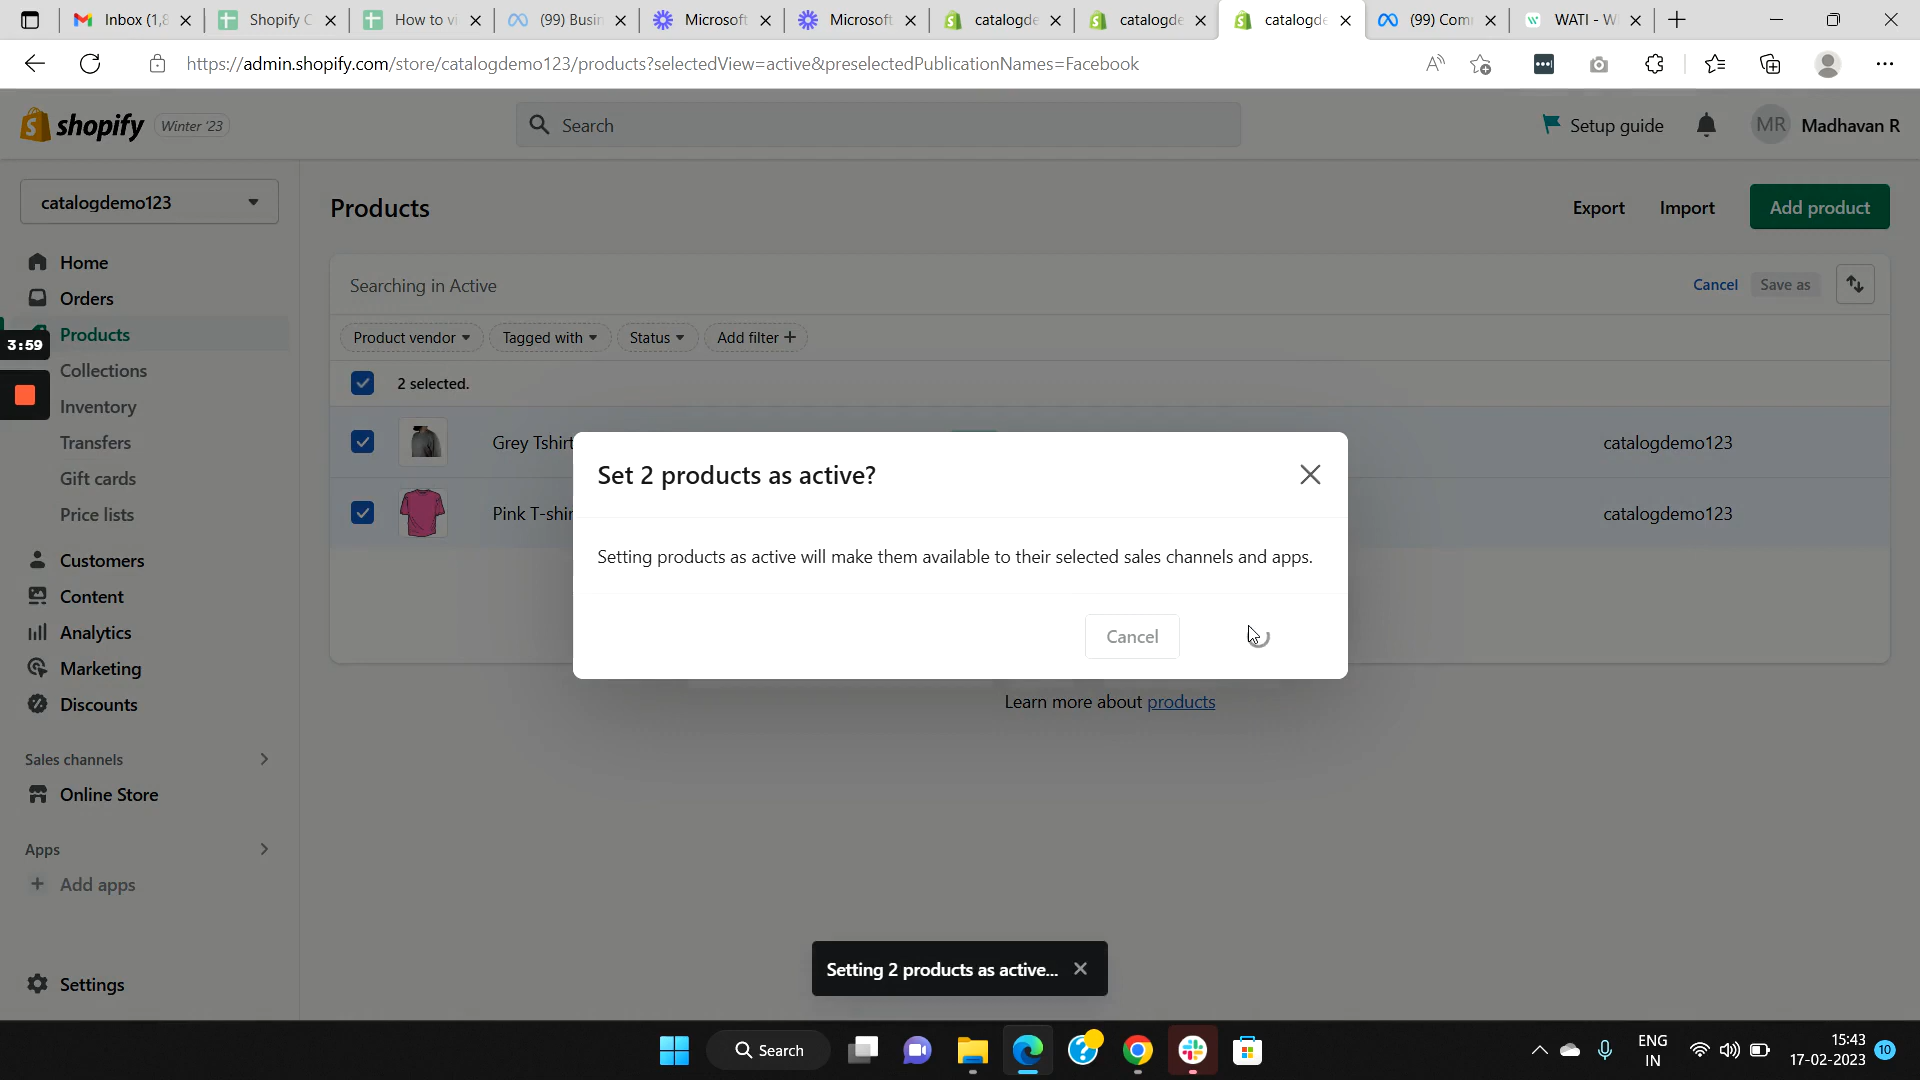 Inbox (1,8
Shopify C
How to vi
(99) Busin
Microsoft
Microsoft
catalogde
catalogde
catalogde
(99) Com
WATI - W
https://admin.shopify.com/store/catalogdemo123/products?selectedView=active&preselectedPublicationNames=Facebook
shopify
Winter '23
Search
Setup guide
MR
Madhavan R
catalogdemo123
Products
Export
Import
Add product
Home
Orders
Products
3:59
Collections
Inventory
Transfers
Gift cards
Price lists
Customers
Content
Analytics
Marketing
Discounts
Sales channels
Online Store
Apps
Add apps
Settings
Searching in Active
Cancel
Save as
Product vendor
Tagged with
Status
Add filter +
2 selected.
Grey Tshirt
catalogdemo123
Pink T-shir
catalogdemo123
Set 2 products as active?
Setting products as active will make them available to their selected sales channels and apps.
Cancel
Learn more about products
Setting 2 products as active...
Search
ENG
IN
15:43
17-02-2023
10